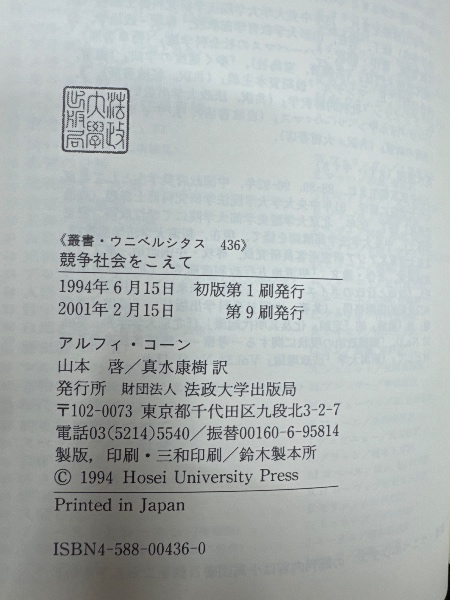 法政
大學
出版局
《叢書・ウニベルシタス 436》
競争社会をこえて
1994年6月15日 初版第1刷発行
2001年2月15日 第9刷発行
アルフィ・コーン
山本 啓/真水康樹訳
発行所 財団法人 法政大学出版局
〒102-0073 東京都千代田区九段北3-2-7
電話03(5214)5540/振替00160-6-95814
製版,印刷・三和印刷/鈴木製本所
© 1994 Hosei University Press
Printed in Japan
ISBN4-588-00436-0